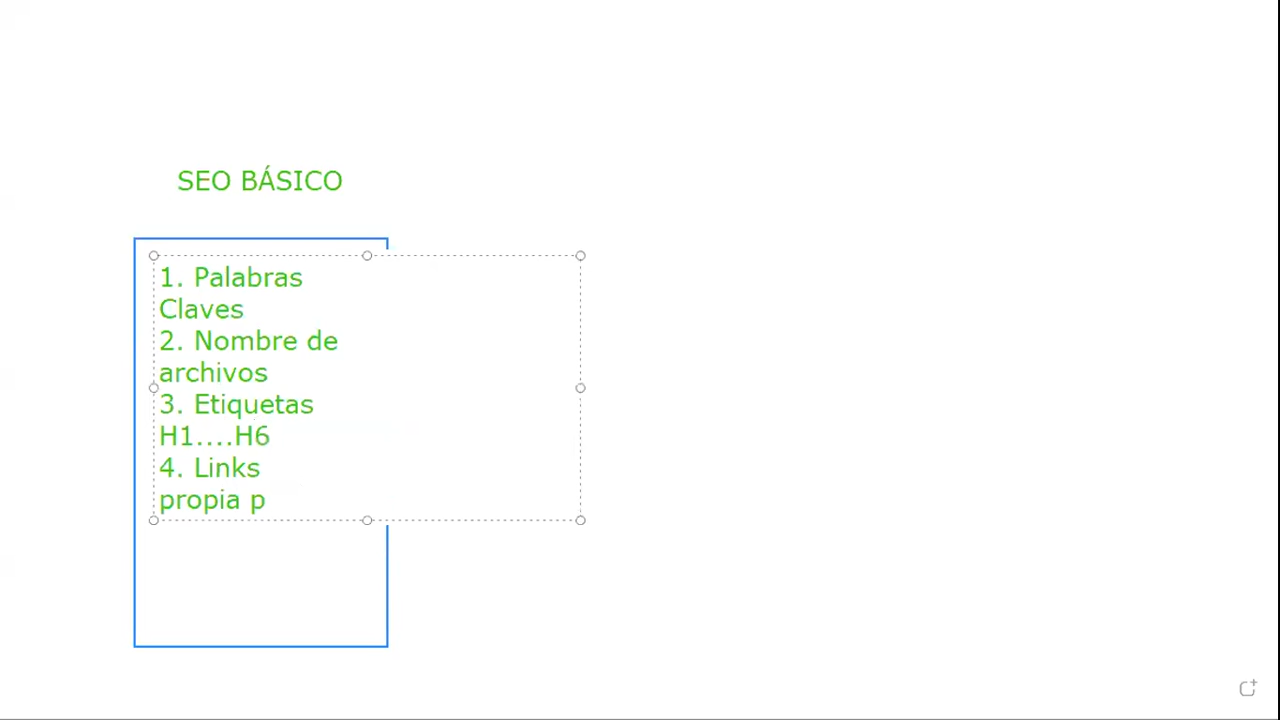 SEO BÁSICO
1. Palabras
Claves
2. Nombre de
archivos
3. Etiquetas
H1....H6
4. Links
propia p